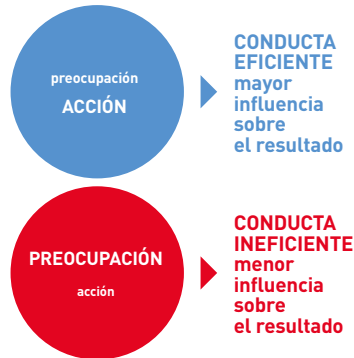 preocupación
ACCIÓN
CONDUCTA
EFICIENTE
mayor
influencia
sobre
el resultado
PREOCUPACIÓN
acción
CONDUCTA
INEFICIENTE
menor
influencia
sobre
el resultado